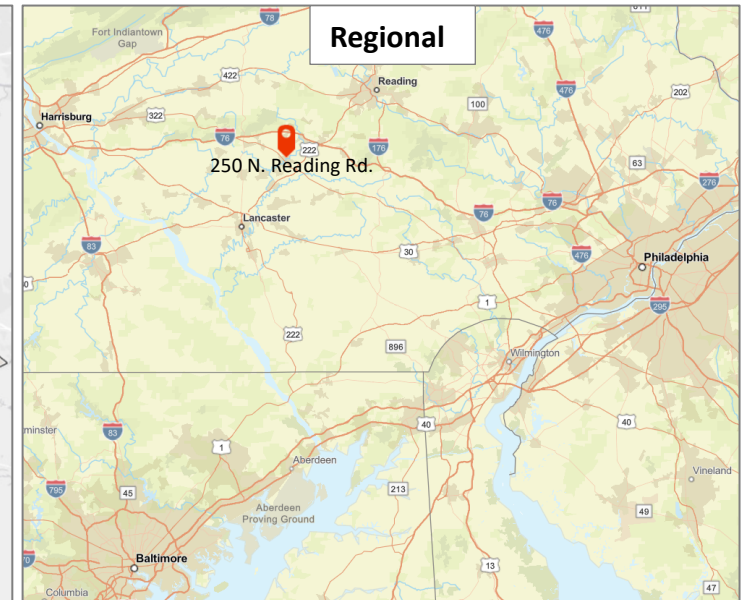 Regional
78
611
Fort Indiantown
Gap
476
422
Reading
476
202
100
Harrisburg
322
76
222
176
250 N. Reading Rd.
63
276
76
76
Lancaster
83
30
476
Philadelphia
1
295
222
896
Wilmington
minster
83
1
40
40
Aberdeen
Vineland
795
45
213
Aberdeen
Proving Ground
49
Baltimore
13
Columbia
47